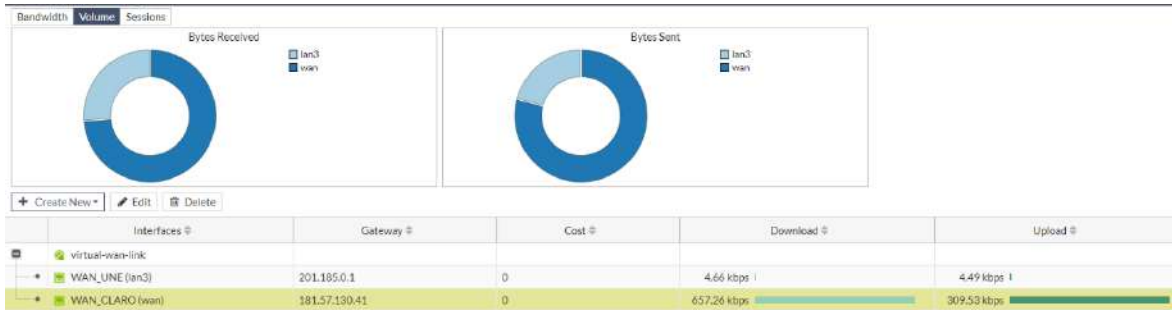 Bandwidth Volume Sessions
Bytes Received
lan3
wan
Bytes Sent
lan3
wan
+ Create New Edit Delete
Interfaces Gateway Cost Download Upload
virtual-wan-link
WAN_UNE (lan3) 201.185.0.1 0 4.66 kbps 4.49 kbps
WAN_CLARO (wan) 181.57.130.41 0 657.26 kbps 309.53 kbps